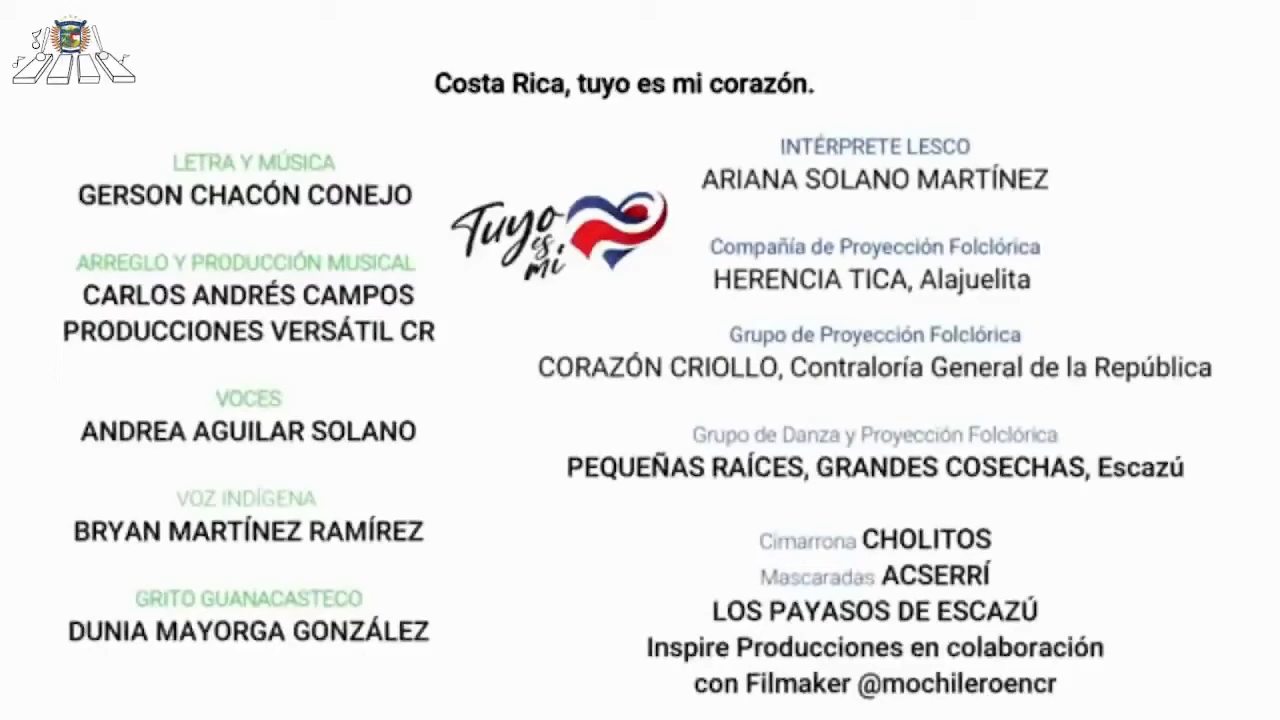 Costa Rica, tuyo es mi corazón.
LETRA Y MÚSICA
GERSON CHACÓN CONEJO
ARREGLO Y PRODUCCIÓN MUSICAL
CARLOS ANDRÉS CAMPOS
PRODUCCIONES VERSÁTIL CR
VOCES
ANDREA AGUILAR SOLANO
VOZ INDÍGENA
BRYAN MARTÍNEZ RAMÍREZ
GRITO GUANACASTECO
DUNIA MAYORGA GONZÁLEZ
Tuyo
es
mi
INTÉRPRETE LESCO
ARIANA SOLANO MARTÍNEZ
Compañía de Proyección Folclórica
HERENCIA TICA, Alajuelita
Grupo de Proyección Folclórica
CORAZÓN CRIOLLO, Contraloría General de la República
Grupo de Danza y Proyección Folclórica
PEQUEÑAS RAÍCES, GRANDES COSECHAS, Escazú
Cimarrona CHOLITOS
Mascaradas ACSERRÍ
LOS PAYASOS DE ESCAZÚ
Inspire Producciones en colaboración
con Filmaker @mochileroencr